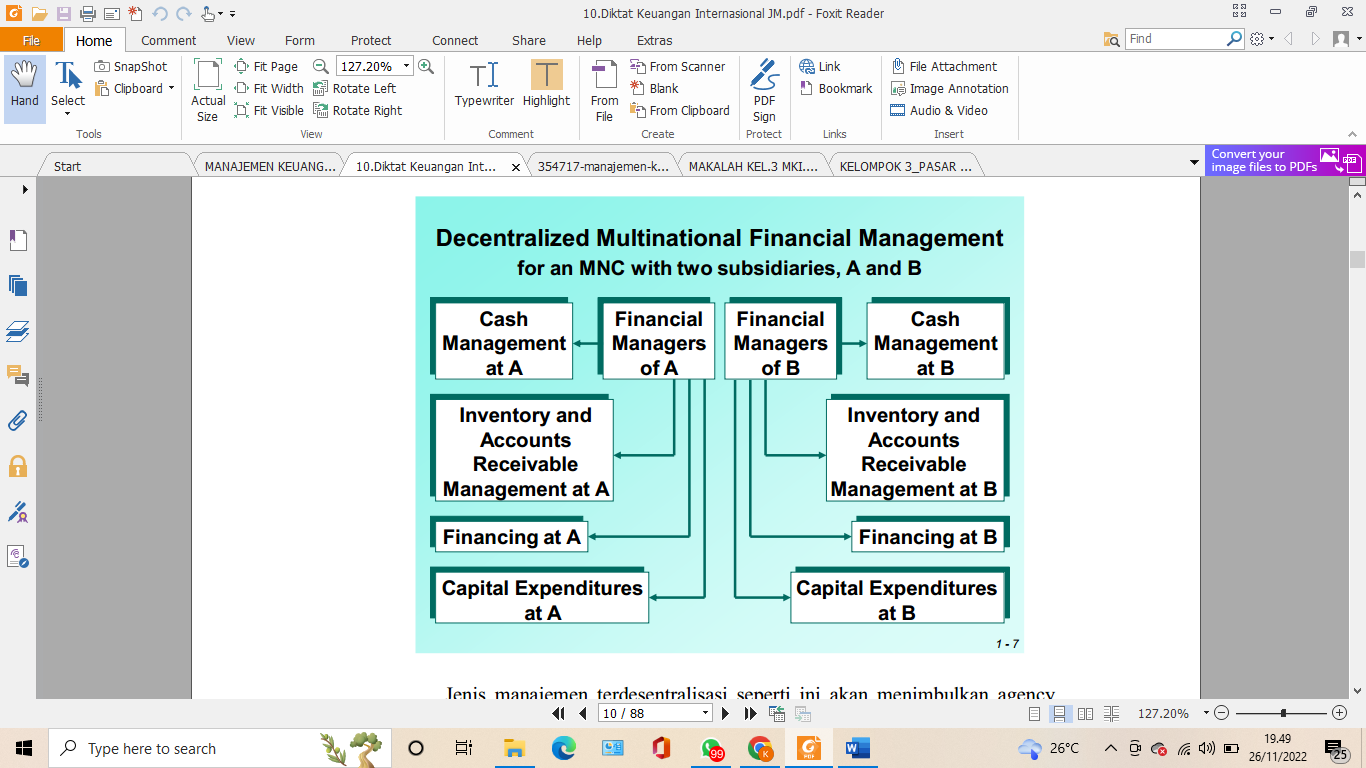 10.Diktat Keuangan Internasional JM.pdf - Foxit Reader
File Home Comment View Form Protect Connect Share Help Extras
Find
Hand
Select
SnapShot
Clipboard
Tools
Actual
Size
Fit Page
Fit Width
Fit Visible
127.20%
Rotate Left
Rotate Right
View
Typewriter
Highlight
Comment
From
File
From Scanner
Blank
From Clipboard
Create
PDF
Sign
Protect
Link
Bookmark
Links
File Attachment
Image Annotation
Audio & Video
Insert
Start
MANAJEMEN KEUANG...
10.Diktat Keuangan Int...
354717-manajemen-k...
MAKALAH KEL.3 MKI....
KELOMPOK 3_PASAR ...
Convert your
image files to PDFs
PDF
Decentralized Multinational Financial Management
for an MNC with two subsidiaries, A and B
Cash
Management
at A
Financial
Managers
of A
Financial
Managers
of B
Cash
Management
at B
Inventory and
Accounts
Receivable
Management at A
Inventory and
Accounts
Receivable
Management at B
Financing at A
Financing at B
Capital Expenditures
at A
Capital Expenditures
at B
1 - 7
Jenis manajemen terdesentralisasi seperti ini akan menimbulkan agency
10 / 88
127.20%
Type here to search
99
K
PDF
26°C
19.49
26/11/2022
25